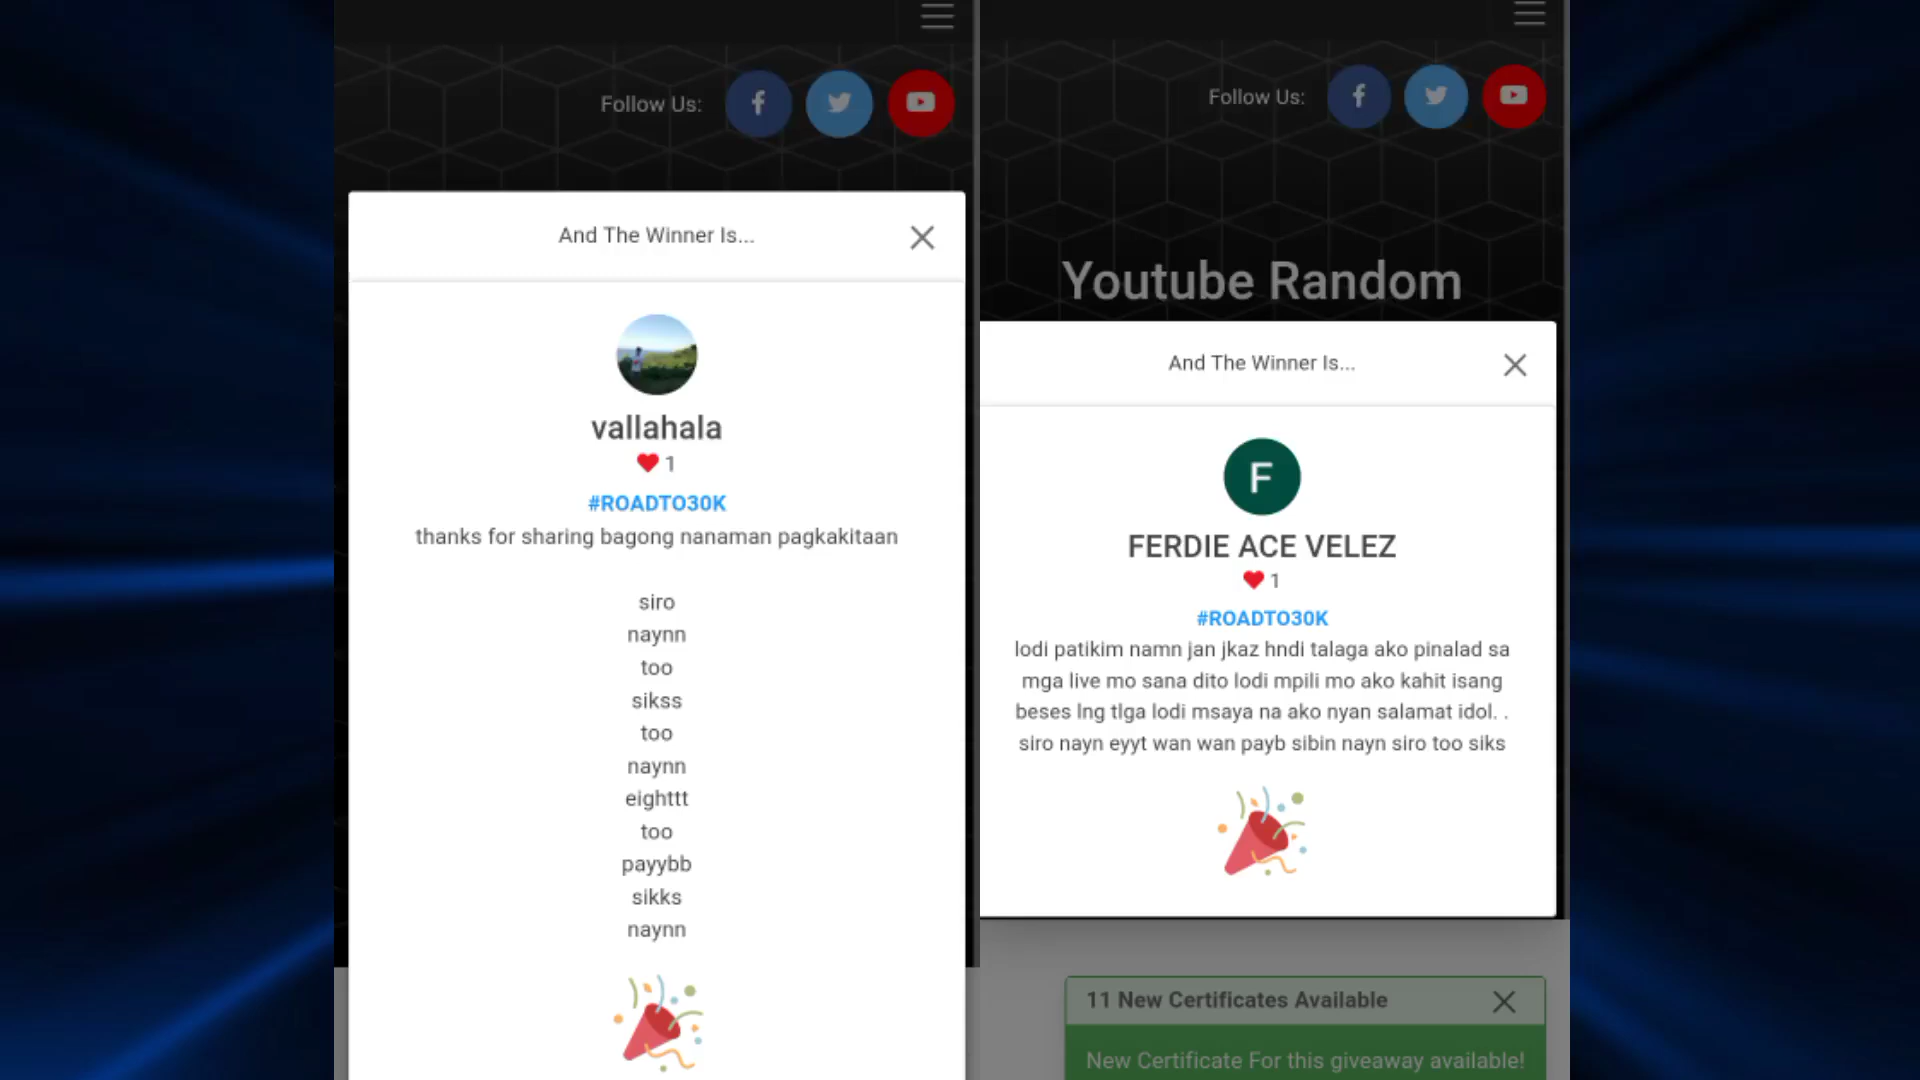 Follow Us:
And The Winner Is...
vallahala
1
#ROADTO30K
thanks for sharing bagong nanaman pagkakitaan
siro
naynn
too
sikss
too
naynn
eighttt
too
payybb
sikks
naynn
Follow Us:
Youtube Random
And The Winner Is...
F
FERDIE ACE VELEZ
1
#ROADTO30K
lodi patikim namn jan jkaz hndi talaga ako pinalad sa
mga live mo sana dito lodi mpili mo ako kahit isang
beses lng tlga lodi msaya na ako nyan salamat idol. .
siro nayn eyyt wan wan payb sibin nayn siro too siks
11 New Certificates Available
New Certificate For this giveaway available!